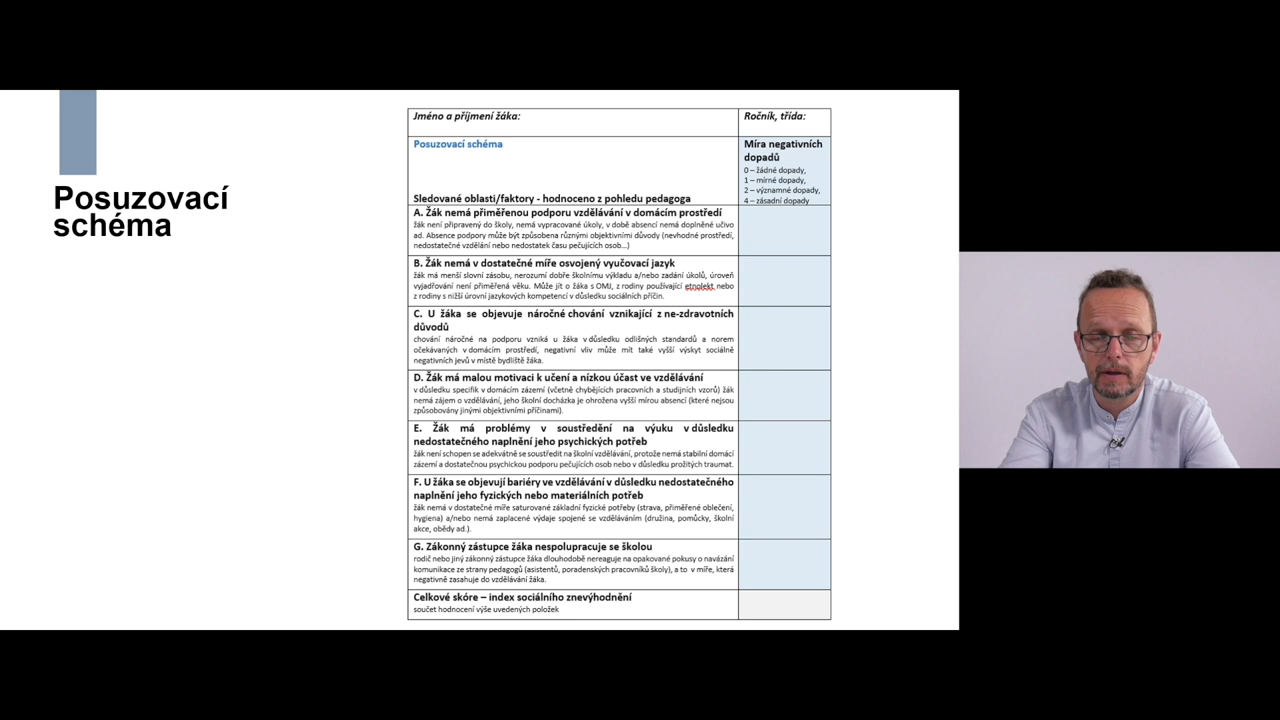 Posuzovací
schéma
Jméno a příjmení žáka:
Ročník, třída:
Posuzovací schéma
Sledované oblasti/faktory - hodnoceno z pohledu pedagoga
Míra negativních
dopadů
0 – žádné dopady,
1 – mírné dopady,
2 – významné dopady,
4 – zásadní dopady
A. Žák nemá přiměřenou podporu vzdělávání v domácím prostředí
žák není připravený do školy, nemá vypracované úkoly, v době absencí nemá doplněné učivo
ad. Absence podpory může být způsobena různými objektivními důvody (nevhodné prostředí,
nedostatečné vzdělání nebo nedostatek času pečujících osob...)
B. Žák nemá v dostatečné míře osvojený vyučovací jazyk
žák má menší slovní zásobu, nerozumí dobře školnímu výkladu a/nebo zadání úkolů, úroveň
vyjadřování není přiměřená věku. Může jít o žáka s OMJ, z rodiny používající etnolekt nebo
z rodiny s nižší úrovní jazykových kompetencí v důsledku sociálních příčin.
C. U žáka se objevuje náročné chování vznikající z ne-zdravotních
důvodů
chování náročné na podporu vzniká u žáka v důsledku odlišných standardů a norem
očekávaných v domácím prostředí, negativní vliv může mít také vyšší výskyt sociálně
negativních jevů v místě bydliště žáka.
D. Žák má malou motivaci k učení a nízkou účast ve vzdělávání
v důsledku specifik v domácím zázemí (včetně chybějících pracovních a studijních vzorů) žák
nemá zájem o vzdělávání, jeho školní docházka je ohrožena vyšší mírou absencí (které nejsou
způsobovány jinými objektivními příčinami).
E. Žák má problémy v soustředění na výuku v důsledku
nedostatečného naplnění jeho psychických potřeb
žák není schopen se adekvátně se soustředit na školní vzdělávání, protože nemá stabilní domácí
zázemí a dostatečnou psychickou podporu pečujících osob nebo v důsledku prožitých traumat.
F. U žáka se objevují bariéry ve vzdělávání v důsledku nedostatečného
naplnění jeho fyzických nebo materiálních potřeb
žák nemá v dostatečné míře saturované základní fyzické potřeby (strava, přiměřené oblečení,
hygiena) a/nebo nemá zaplacené výdaje spojené se vzděláváním (družina, pomůcky, školní
akce, obědy ad.).
G. Zákonný zástupce žáka nespolupracuje se školou
rodič nebo jiný zákonný zástupce žáka dlouhodobě nereaguje na opakované pokusy o navázání
komunikace ze strany pedagogů (asistentů, poradenských pracovníků školy), a to v míře, která
negativně zasahuje do vzdělávání žáka.
Celkové skóre – index sociálního znevýhodnění
součet hodnocení výše uvedených položek